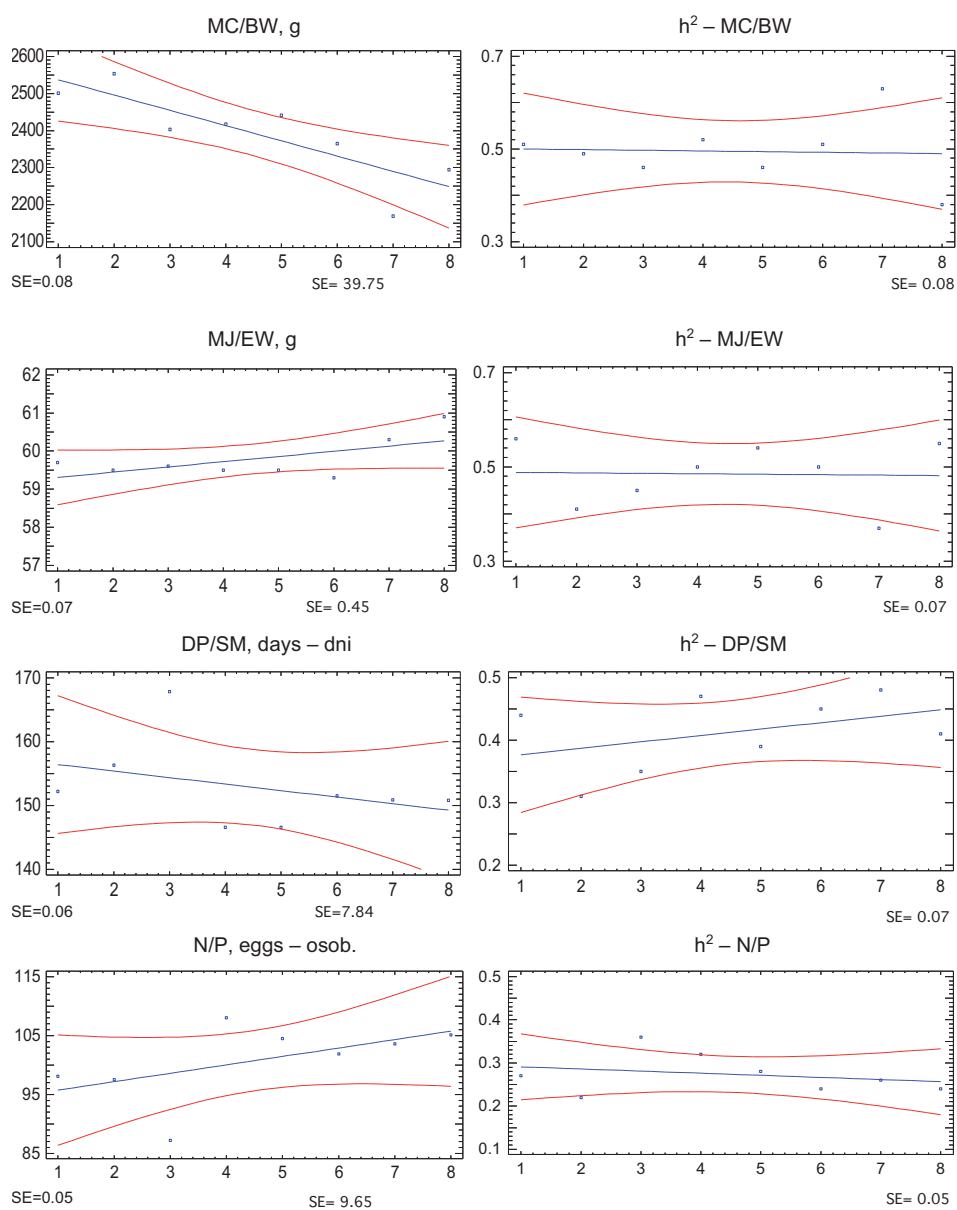 MC/BW, g
2600
2500
2400
2300
2200
2100
1 2 3 4 5 6 7 8
SE=0.08 SE= 39.75
h² – MC/BW
0.7
0.5
0.3
1 2 3 4 5 6 7 8
SE= 0.08
MJ/EW, g
62
61
60
59
58
57
1 2 3 4 5 6 7 8
SE=0.07 SE= 0.45
h² – MJ/EW
0.7
0.5
0.3
1 2 3 4 5 6 7 8
SE= 0.07
DP/SM, days – dni
170
160
150
140
1 2 3 4 5 6 7 8
SE=0.06 SE=7.84
h² – DP/SM
0.5
0.4
0.3
0.2
1 2 3 4 5 6 7 8
SE= 0.07
N/P, eggs – osob.
115
105
95
85
1 2 3 4 5 6 7 8
SE=0.05 SE= 9.65
h² – N/P
0.5
0.4
0.3
0.2
0.1
1 2 3 4 5 6 7 8
SE= 0.05